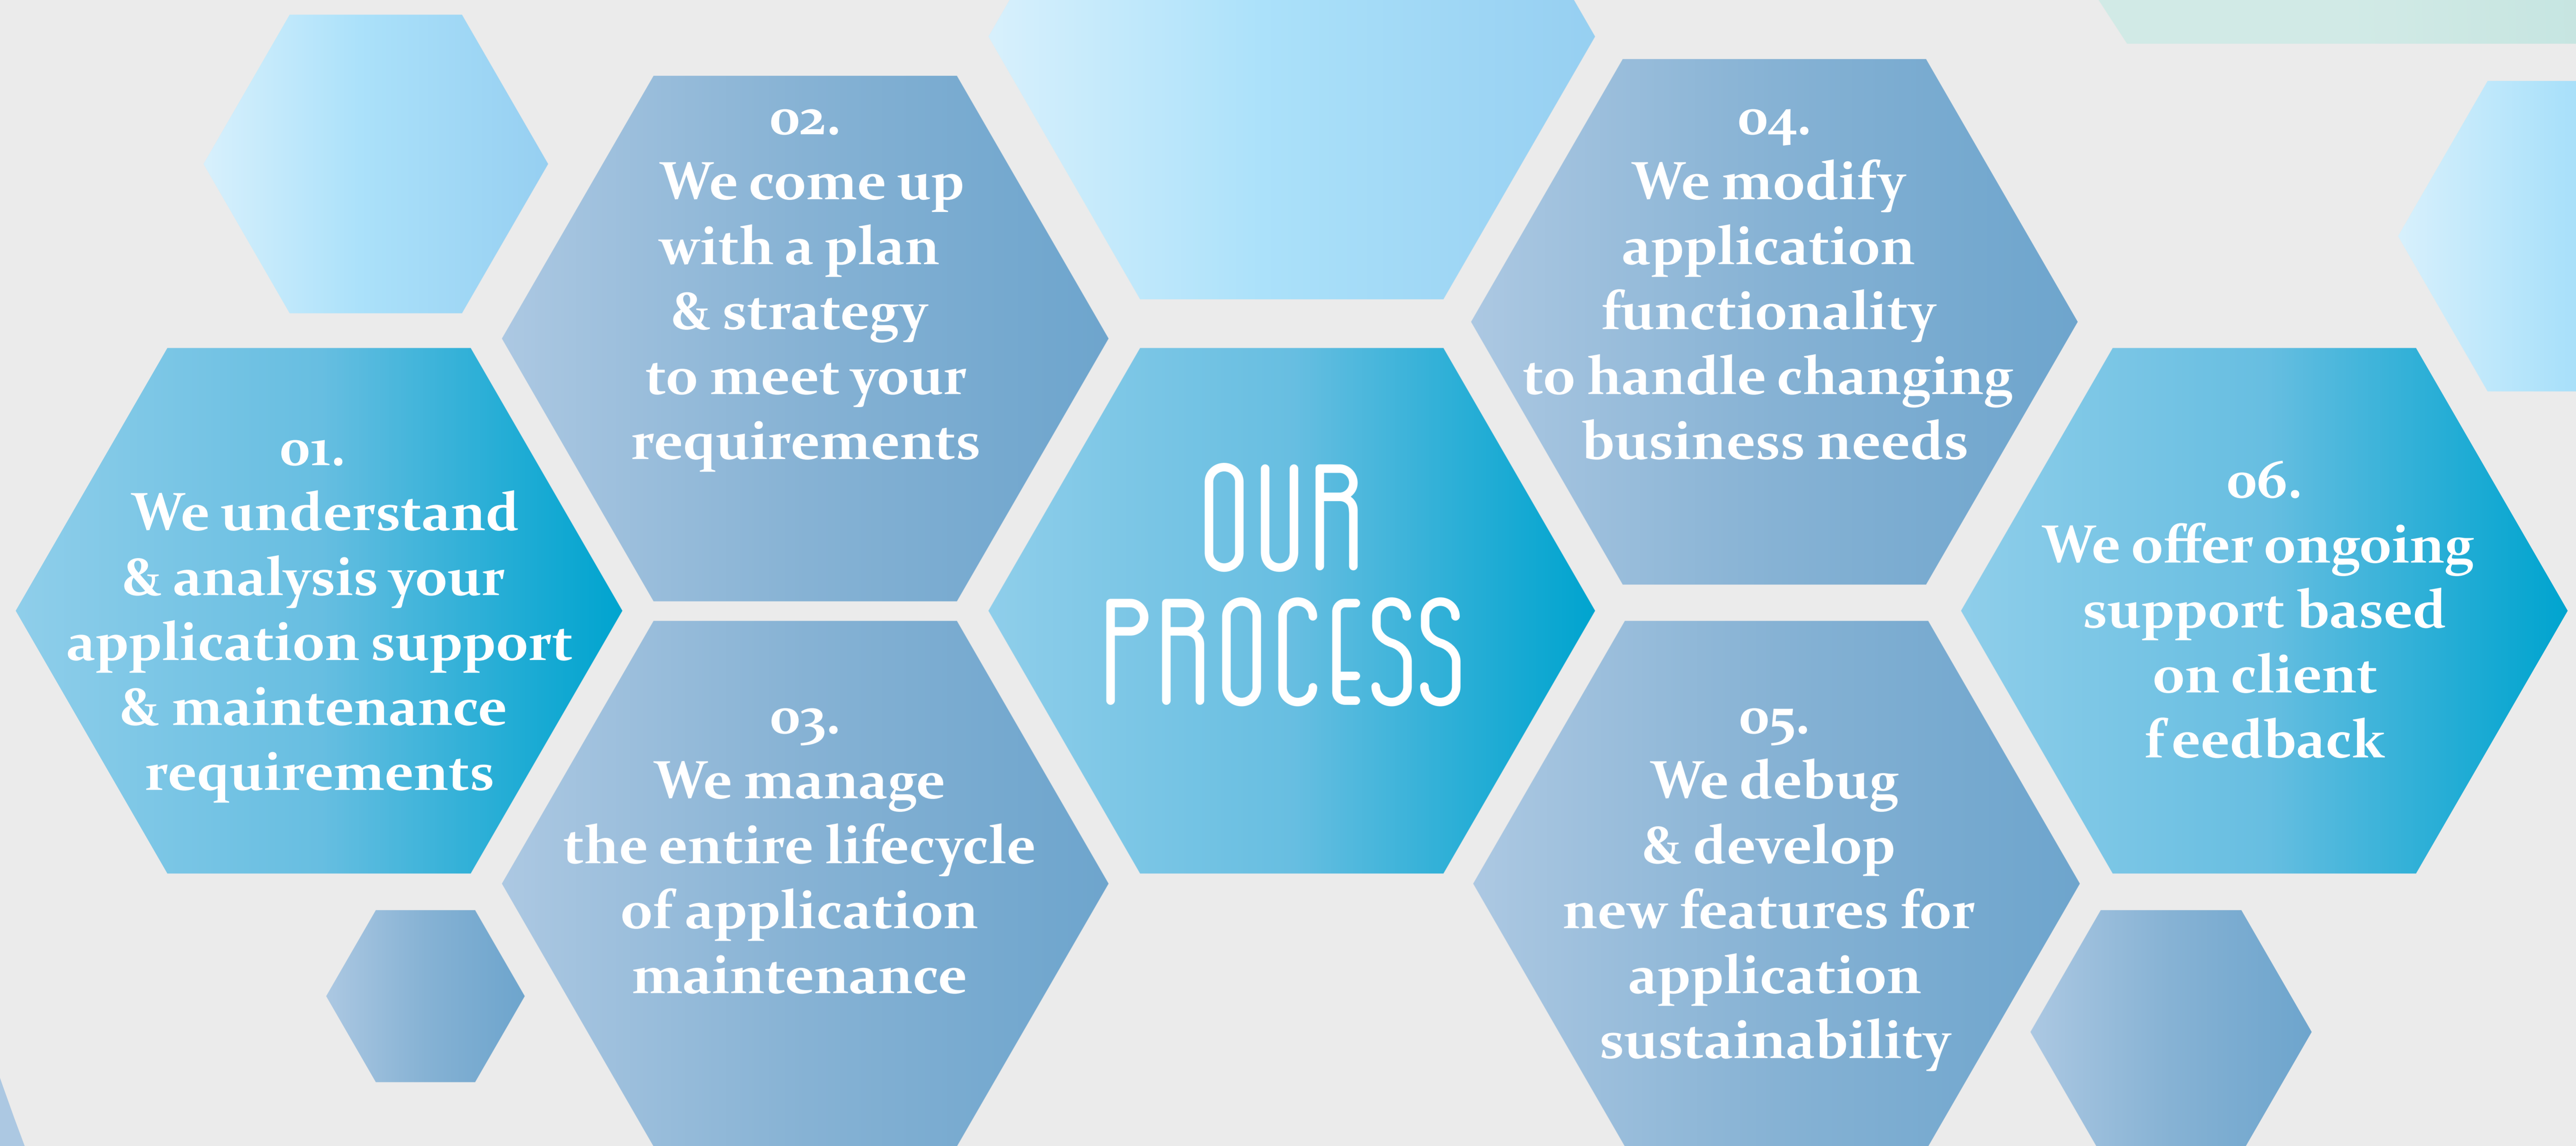 01.
We understand
& analysis your
application support
& maintenance
requirements
02.
We come up
with a plan
& strategy
to meet your
requirements
03.
We manage
the entire lifecycle
of application
maintenance
OUR
PROCESS
04.
We modify
application
functionality
to handle changing
business needs
05.
We debug
& develop
new features for
application
sustainability
06.
We offer ongoing
support based
on client
feedback